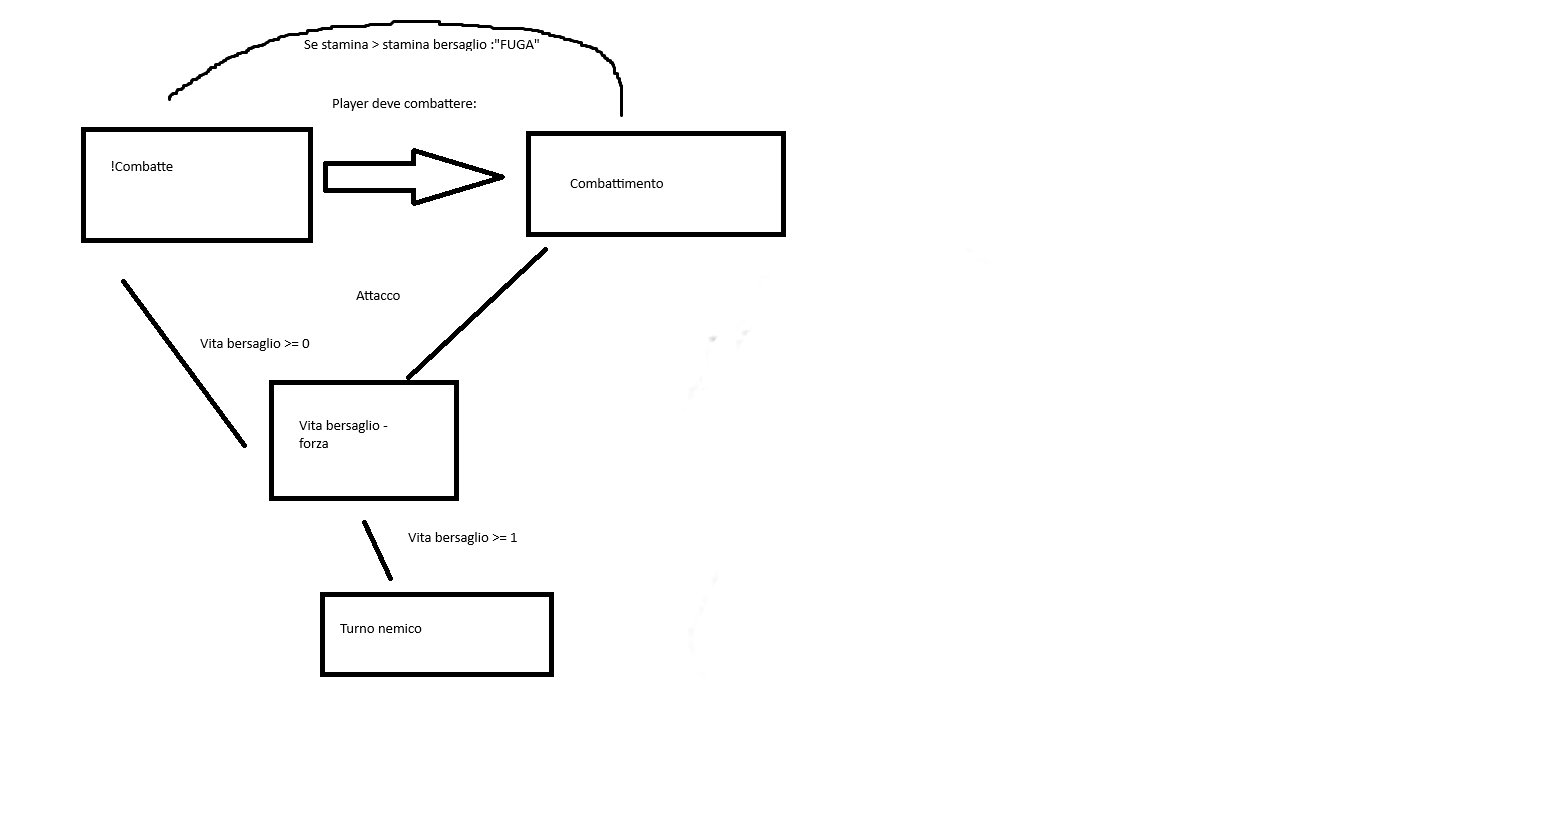 Se stamina > stamina bersaglio :"FUGA"
Player deve combattere:
!Combatte
Combattimento
Attacco
Vita bersaglio >= 0
Vita bersaglio -
forza
Vita bersaglio >= 1
Turno nemico